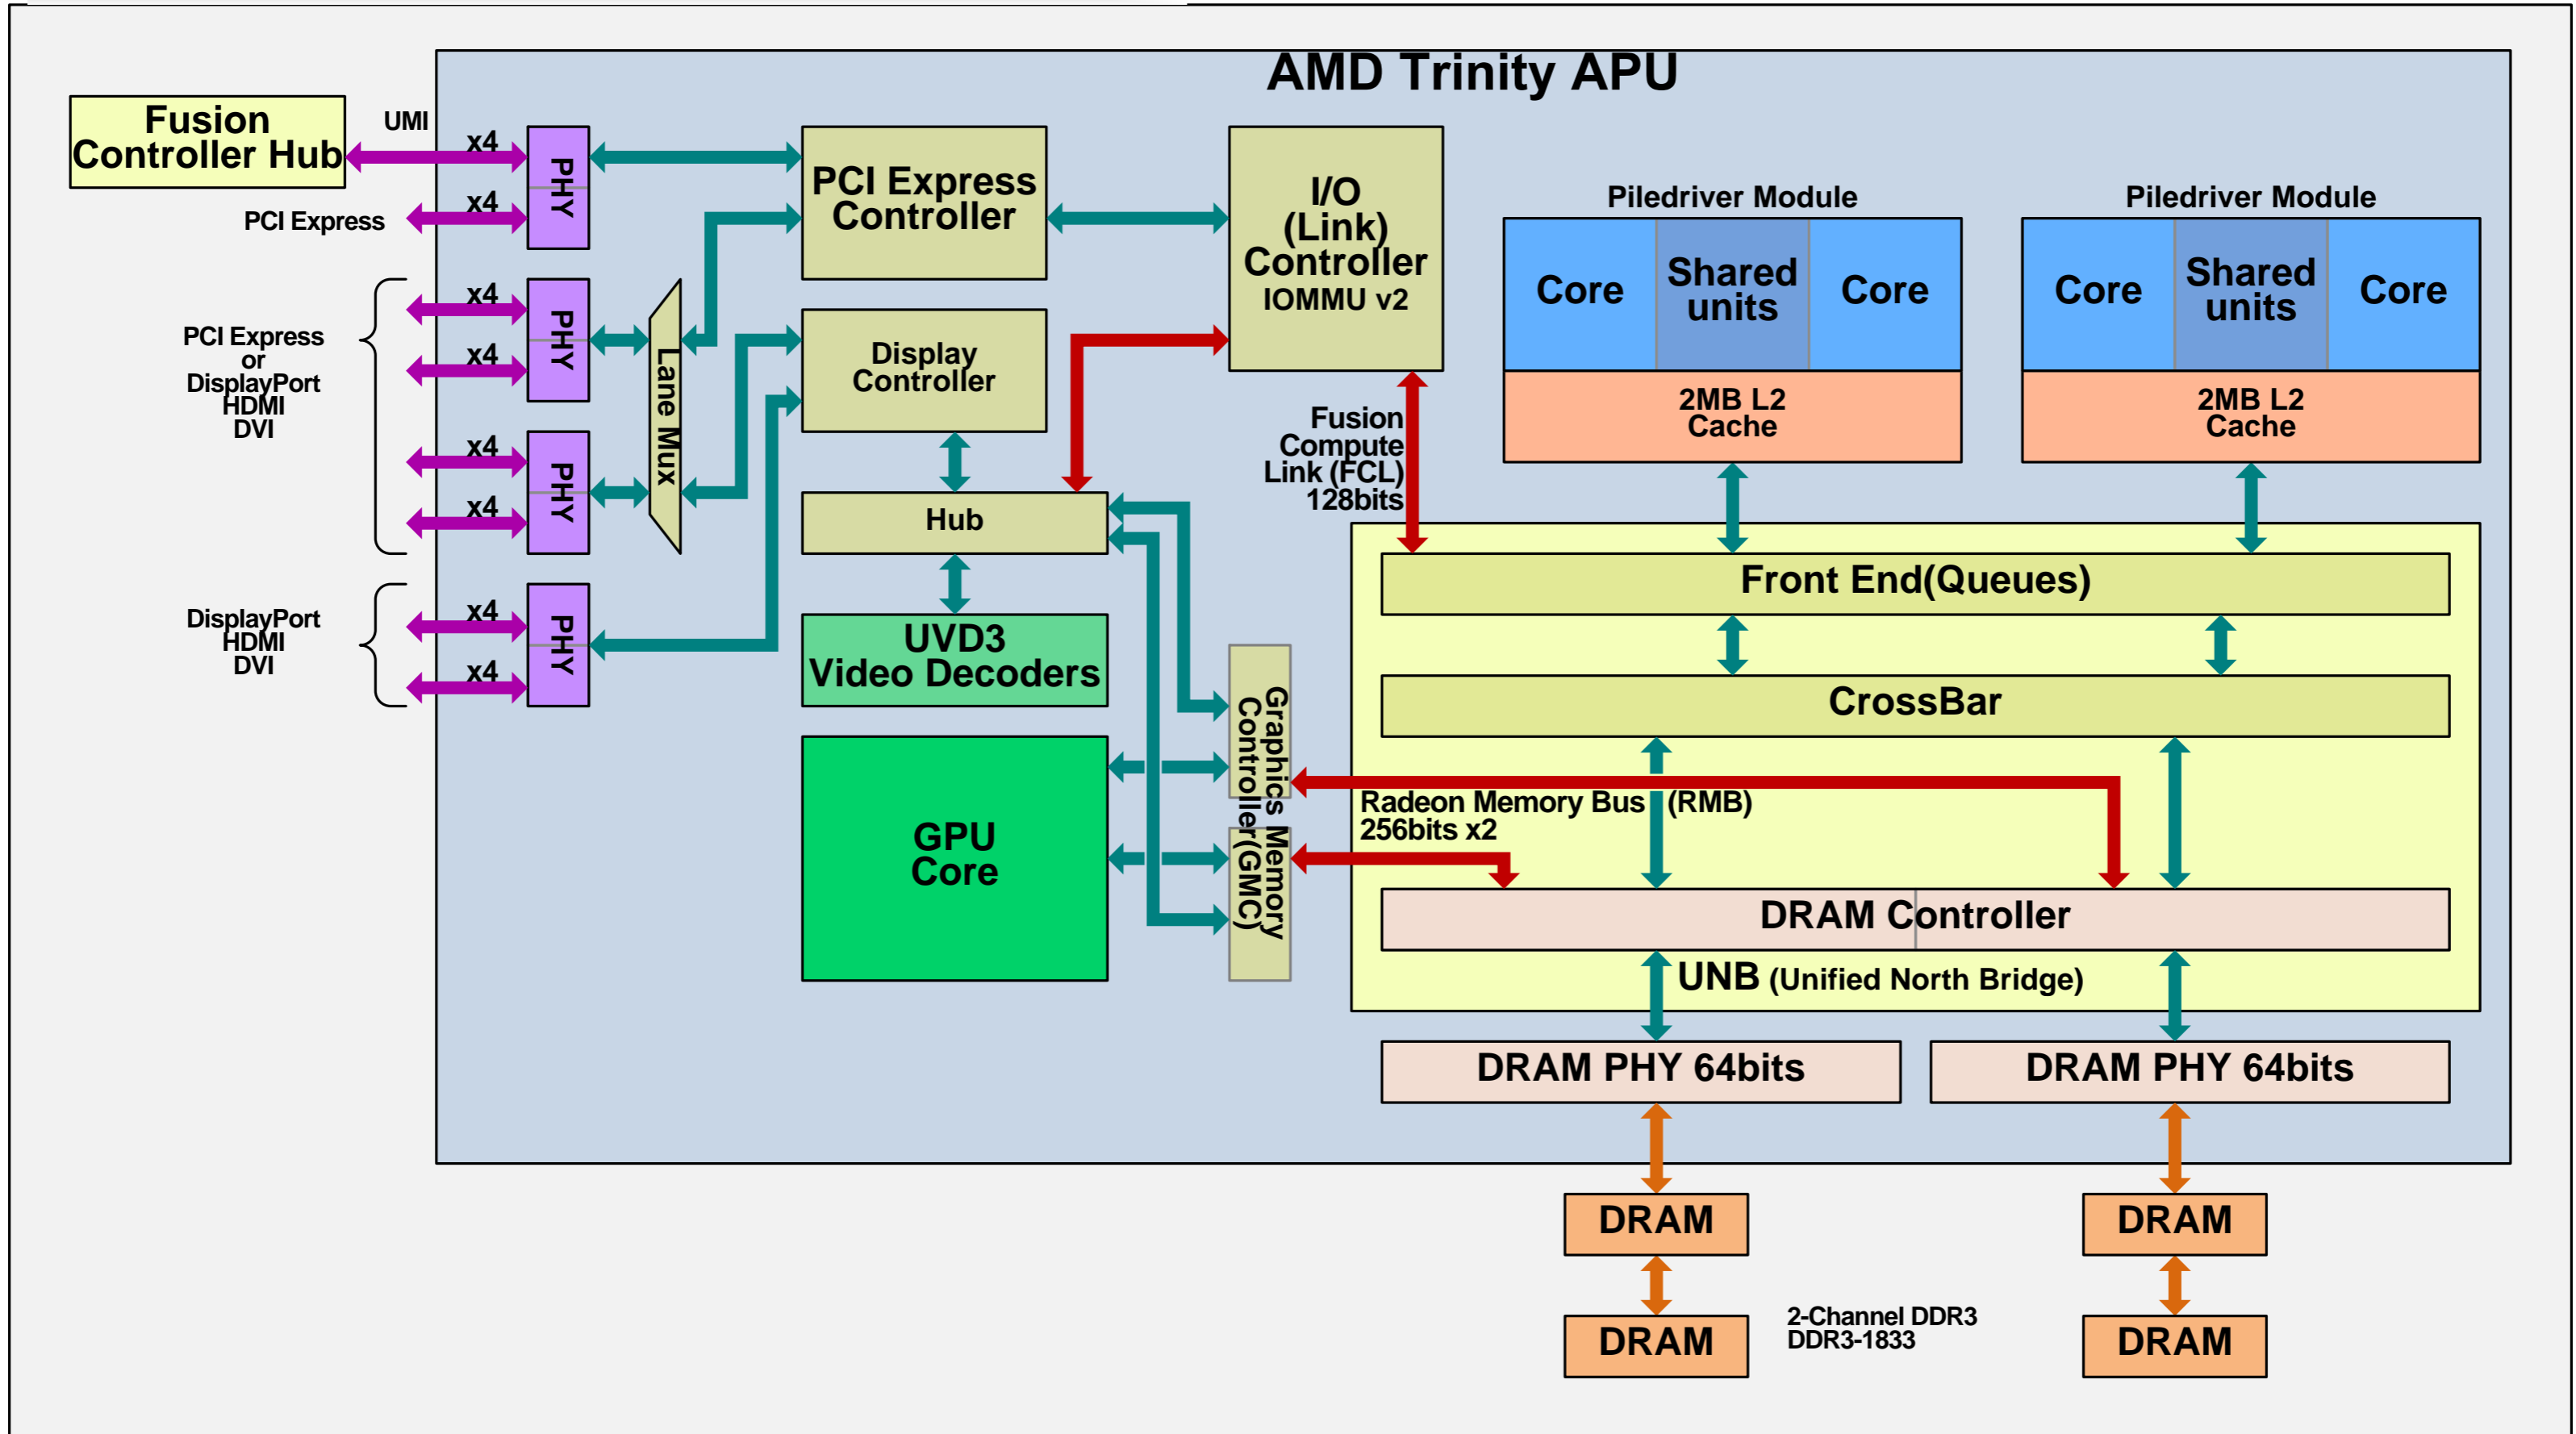 AMD Trinity APU
Fusion
Controller Hub
UMI
x4
x4
PCI Express
PHY
PCI Express
Controller
I/O
(Link)
Controller
IOMMU v2
Piledriver Module
Core
Shared
units
Core
2MB L2
Cache
Piledriver Module
Core
Shared
units
Core
2MB L2
Cache
PCI Express
or
DisplayPort
HDMI
DVI
x4
x4
PHY
x4
x4
PHY
Lane Mux
Display
Controller
Fusion
Compute
Link (FCL)
128bits
Hub
DisplayPort
HDMI
DVI
x4
x4
PHY
UVD3
Video Decoders
GPU
Core
Graphics Memory
Controller(GMC)
Front End(Queues)
CrossBar
Radeon Memory Bus (RMB)
256bits x2
DRAM Controller
UNB (Unified North Bridge)
DRAM PHY 64bits
DRAM PHY 64bits
DRAM
DRAM
DRAM
2-Channel DDR3
DDR3-1833
DRAM